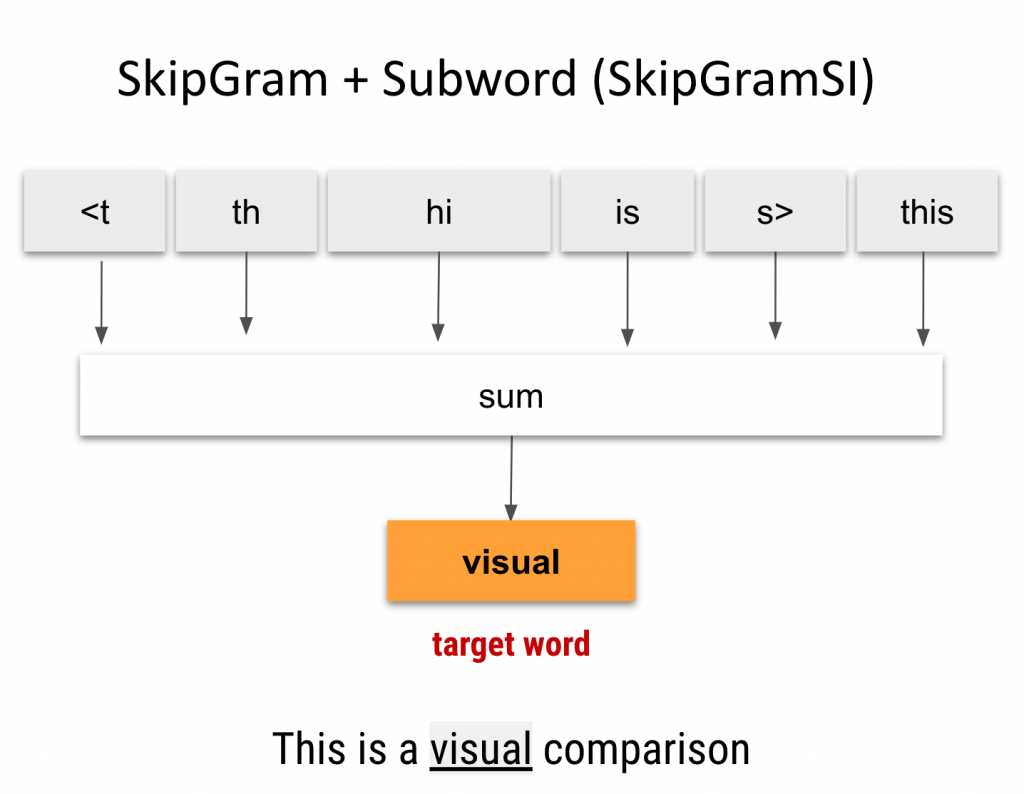 SkipGram + Subword (SkipGramSI)
<t th hi is s> this
sum
visual
target word
This is a visual comparison